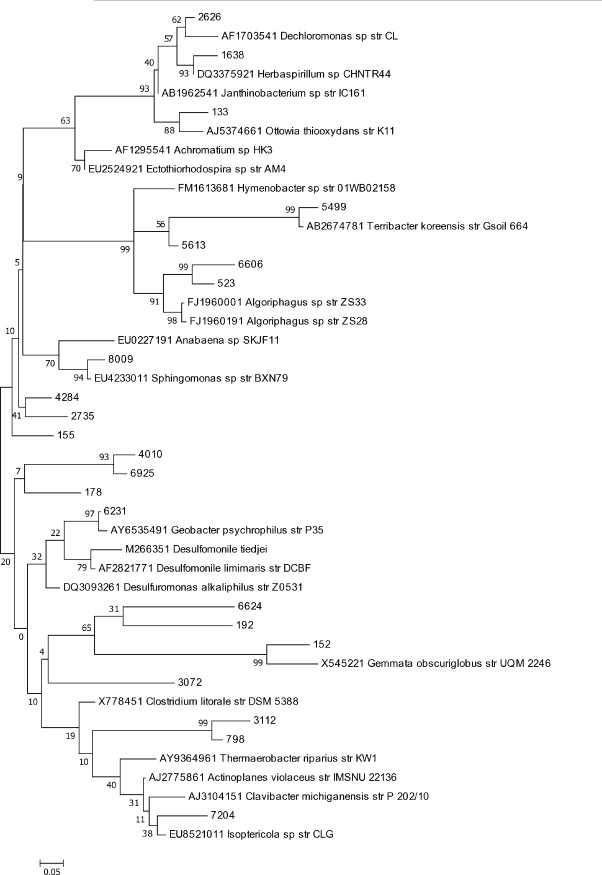 2626
62
AF1703541 Dechloromonas sp str CL
57
1638
40
93
DQ3375921 Herbaspirillum sp CHNTR44
93
AB1962541 Janthinobacterium sp str IC161
133
63
88
AJ5374661 Ottowia thiooxydans str K11
AF1295541 Achromatium sp HK3
70
EU2524921 Ectothiorhodospira sp str AM4
9
FM1613681 Hymenobacter sp str 01WB02158
99
5499
56
AB2674781 Terribacter koreensis str Gsoil 664
99
5613
99
6606
5
523
91
FJ1960001 Algoriphagus sp str ZS33
98
FJ1960191 Algoriphagus sp str ZS28
10
EU0227191 Anabaena sp SKJF11
70
8009
94
EU4233011 Sphingomonas sp str BXN79
4284
41
2735
155
93
4010
7
6925
178
97
6231
22
AY6535491 Geobacter psychrophilus str P35
32
M266351 Desulfomonile tiedjei
20
79
AF2821771 Desulfomonile limimaris str DCBF
DQ3093261 Desulfuromonas alkaliphilus str Z0531
31
6624
65
192
0
152
4
99
X545221 Gemmata obscuriglobus str UQM 2246
3072
10
X778451 Clostridium litorale str DSM 5388
99
3112
19
798
10
AY9364961 Thermaerobacter riparius str KW1
40
AJ2775861 Actinoplanes violaceus str IMSNU 22136
31
AJ3104151 Clavibacter michiganensis str P 202/10
11
7204
38
EU8521011 Isoptericola sp str CLG
0.05